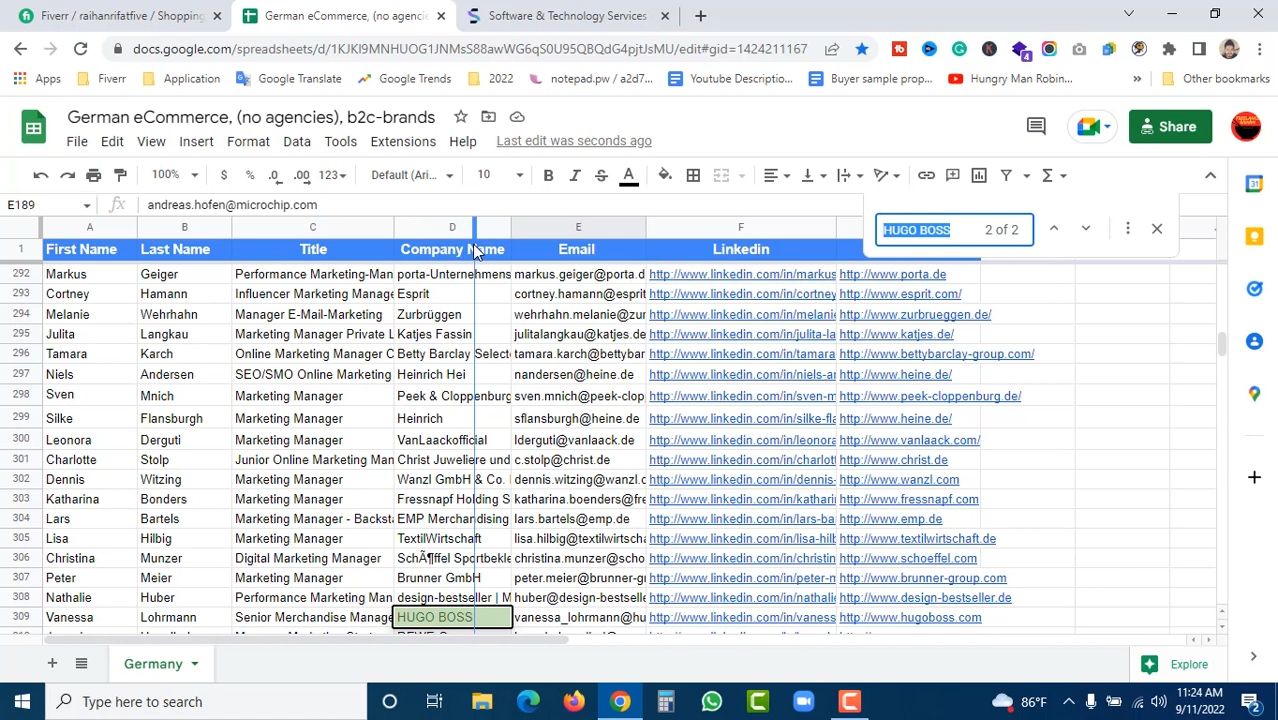 Fiverr / raihanrifatfive / Shopping
German eCommerce, (no agencies)
Software & Technology Services
docs.google.com/spreadsheets/d/1KJKI9MNHUOG1JNMsS88awWG6qS0U95QBQdG4pjtJsMU/edit#gid=1424211167
4
Apps
Fiverr
Application
Google Translate
Google Trends
2022
notepad.pw / a2d7...
Youtube Description...
Buyer sample prop...
Hungry Man Robin...
»
Other bookmarks
German eCommerce, (no agencies), b2c-brands
File Edit View Insert Format Data Tools Extensions Help Last edit was seconds ago
Share
100% $ % .0 .00 123 Default (Ari... 10 B I S A
E189 fx andreas.hofen@microchip.com
HUGO BOSS 2 of 2
A B C D E F
1 First Name Last Name Title Company Name Email Linkedin
292 Markus Geiger Performance Marketing-Man porta-Unternehmens markus.geiger@porta.d http://www.linkedin.com/in/markus http://www.porta.de
293 Cortney Hamann Influencer Marketing Manage Esprit cortney.hamann@esprit http://www.linkedin.com/in/cortney http://www.esprit.com/
294 Melanie Wehrhahn Manager E-Mail-Marketing Zurbrüggen wehrhahn.melanie@zu http://www.linkedin.com/in/melani http://www.zurbrueggen.de/
295 Julita Langkau Marketing Manager Private L Katjes Fassin julitalangkau@katjes.de http://www.linkedin.com/in/julita-la http://www.katjes.de/
296 Tamara Karch Online Marketing Manager C Betty Barclay Selecte tamara.karch@bettybar http://www.linkedin.com/in/tamara http://www.bettybarclay-group.com/
297 Niels Andersen SEO/SMO Online Marketing Heinrich Hei nandersen@heine.de http://www.linkedin.com/in/niels-an http://www.heine.de/
298 Sven Mnich Marketing Manager Peek & Cloppenburg sven.mnich@peek-clop http://www.linkedin.com/in/sven-m http://www.peek-cloppenburg.de/
299 Silke Flansburgh Marketing Manager Heinrich sflansburgh@heine.de http://www.linkedin.com/in/silke-fl http://www.heine.de/
300 Leonora Derguti Marketing Manager VanLaackofficial lderguti@vanlaack.de http://www.linkedin.com/in/leonora http://www.vanlaack.com/
301 Charlotte Stolp Junior Online Marketing Man Christ Juweliere und c.stolp@christ.de http://www.linkedin.com/in/charlott http://www.christ.de
302 Dennis Witzing Marketing Manager Wanzl GmbH & Co. dennis.witzing@wanzl http://www.linkedin.com/in/dennis- http://www.wanzl.com
303 Katharina Bonders Marketing Manager Fressnapf Holding S katharina.boenders@fre http://www.linkedin.com/in/kathari http://www.fressnapf.com
304 Lars Bartels Marketing Manager - Backsta EMP Merchandising lars.bartels@emp.de http://www.linkedin.com/in/lars-ba http://www.emp.de
305 Lisa Hilbig Marketing Manager TextilWirtschaft lisa.hilbig@textilwirtsch http://www.linkedin.com/in/lisa-hilb http://www.textilwirtschaft.de
306 Christina Munzer Digital Marketing Manager SchÃ¶ffel Sportbekle christina.munzer@scho http://www.linkedin.com/in/christin http://www.schoeffel.com
307 Peter Meier Marketing Manager Brunner GmbH peter.meier@brunner-gr http://www.linkedin.com/in/peter-m http://www.brunner-group.com
308 Nathalie Huber Performance Marketing Man design-bestseller | M huber@design-bestselle http://www.linkedin.com/in/nathalie http://www.design-bestseller.de
309 Vanessa Lohrmann Senior Merchandise Manage HUGO BOSS vanessa_lohrmann@hu http://www.linkedin.com/in/vaness http://www.hugoboss.com
Germany
Explore
Type here to search
86°F
11:24 AM
9/11/2022
2